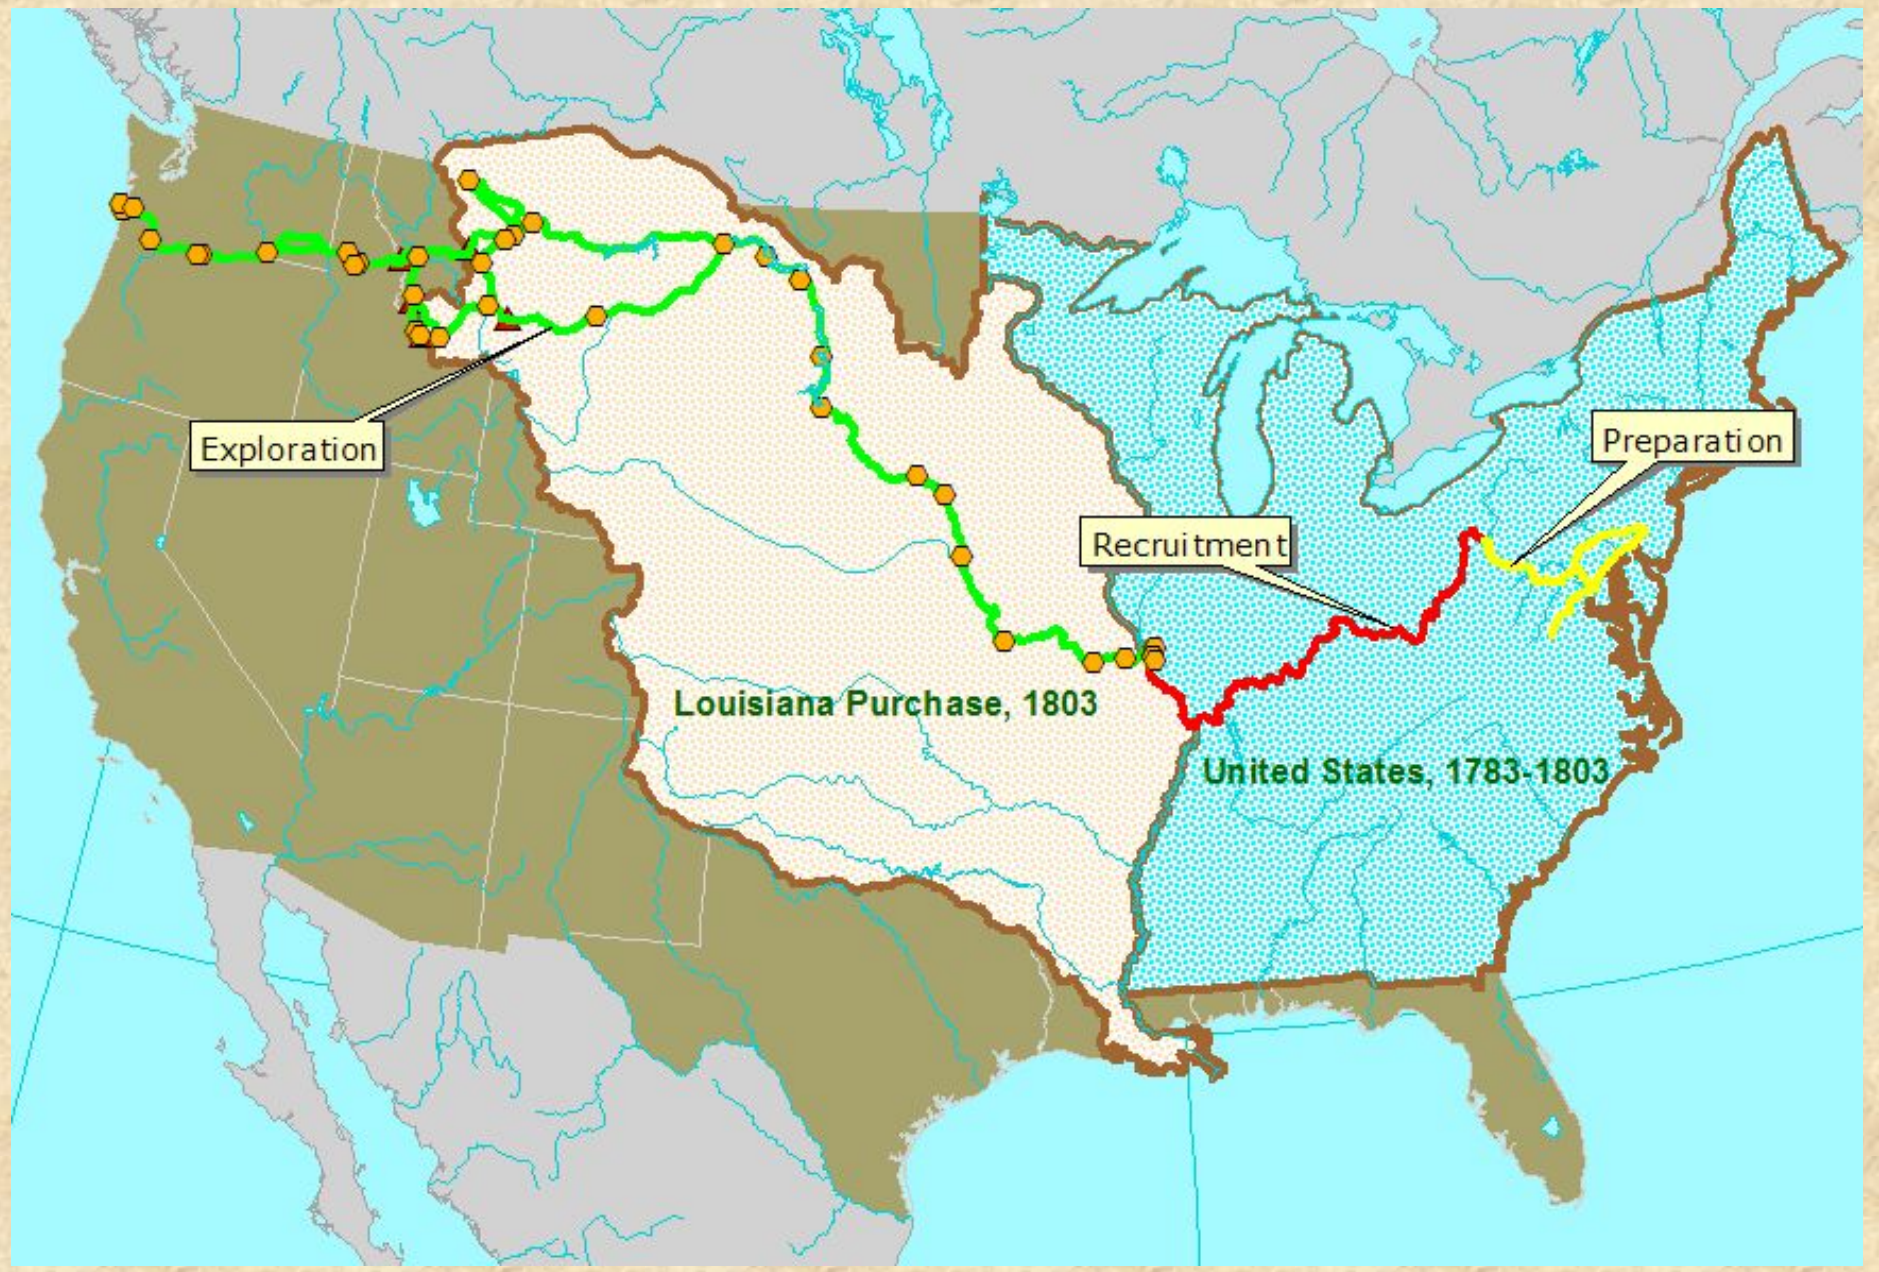 Exploration
Preparation
Recruitment
Louisiana Purchase, 1803
United States, 1783-1803